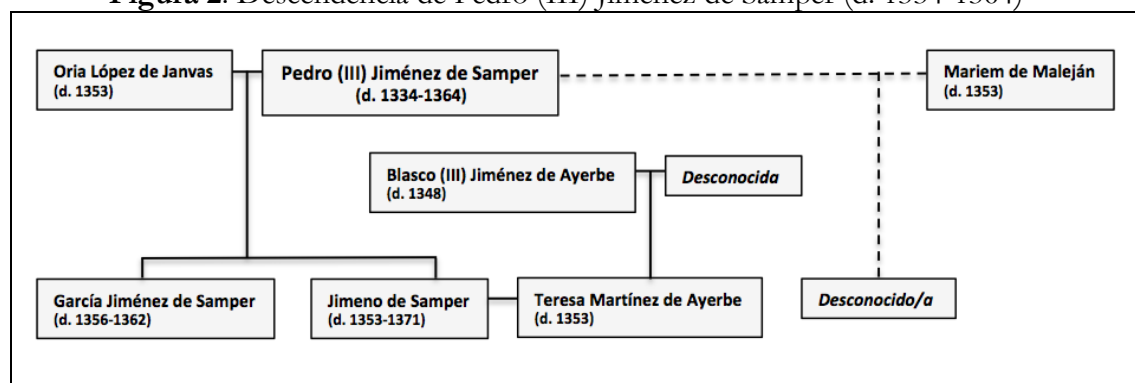 Figura 2. Descendencia de Pedro (III) Jiménez de Samper (d. 1334-1364)
Oria López de Janvas
(d. 1353)
Pedro (III) Jiménez de Samper
(d. 1334-1364)
Mariem de Maleján
(d. 1353)
Blasco (III) Jiménez de Ayerbe
(d. 1348)
Desconocida
García Jiménez de Samper
(d. 1356-1362)
Jimeno de Samper
(d. 1353-1371)
Teresa Martínez de Ayerbe
(d. 1353)
Desconocido/a